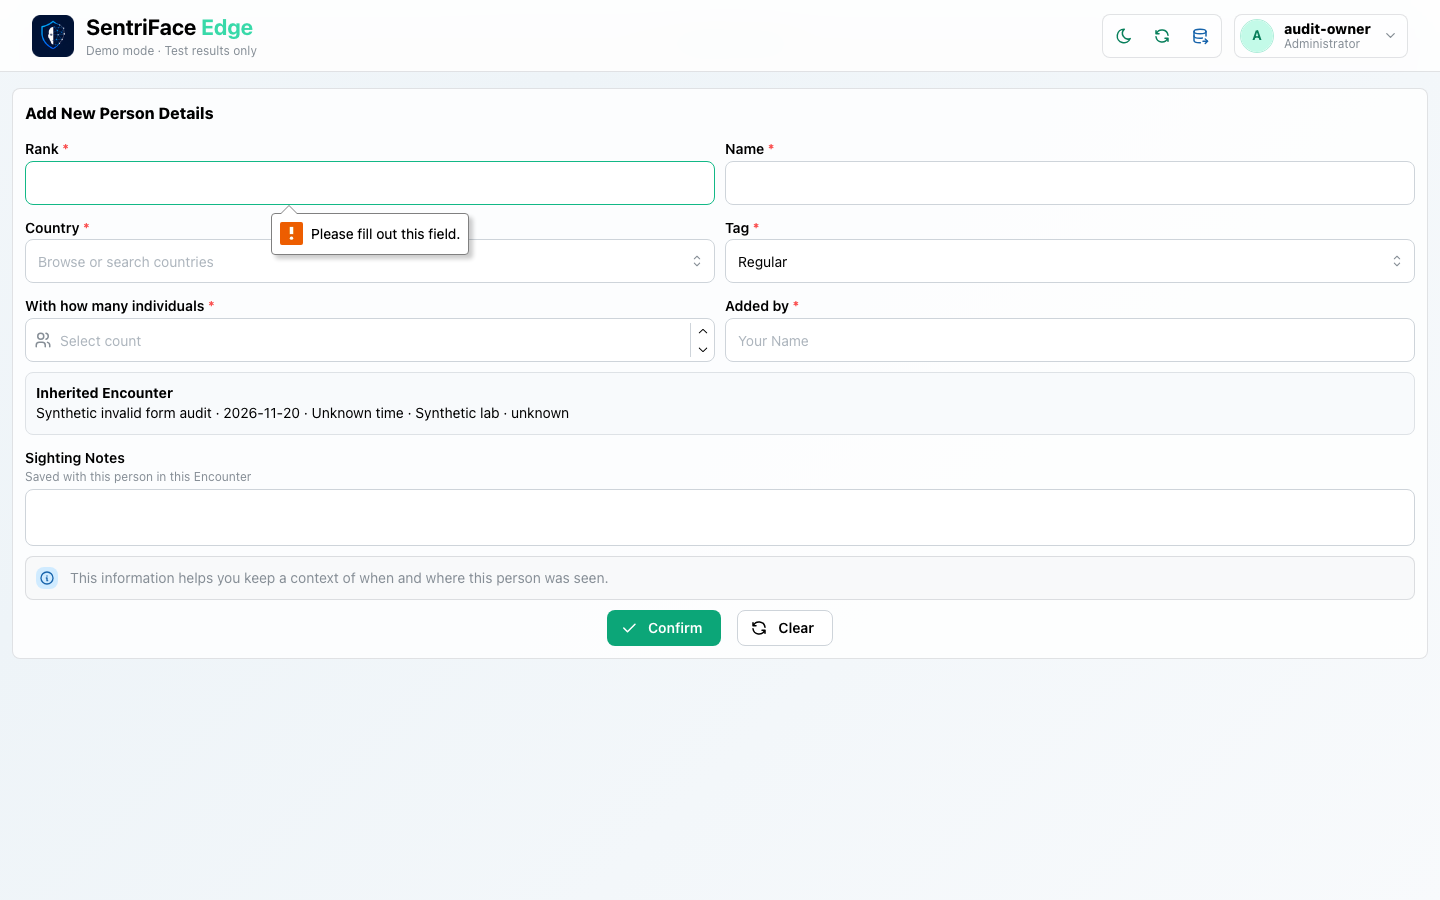 SentriFace Edge
Demo mode · Test results only
A
audit-owner
Administrator
Add New Person Details
Rank *
Name *
Please fill out this field.
Country *
Browse or search countries
Tag *
Regular
With how many individuals *
Select count
Added by *
Your Name
Inherited Encounter
Synthetic invalid form audit · 2026-11-20 · Unknown time · Synthetic lab · unknown
Sighting Notes
Saved with this person in this Encounter
This information helps you keep a context of when and where this person was seen.
Confirm
Clear